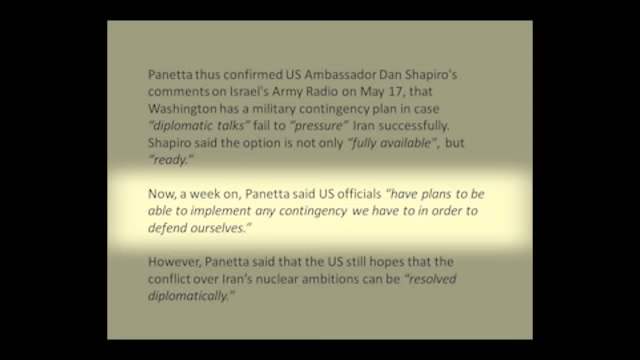 Panetta thus confirmed US Ambassador Dan Shapiro's
comments on Israel's Army Radio on May 17, that
Washington has a military contingency plan in case
“diplomatic talks” fail to “pressure” Iran successfully.
Shapiro said the option is not only “fully available”, but
“ready.”
Now, a week on, Panetta said US officials “have plans to be
able to implement any contingency we have to in order to
defend ourselves.”
However, Panetta said that the US still hopes that the
conflict over Iran’s nuclear ambitions can be “resolved
diplomatically.”